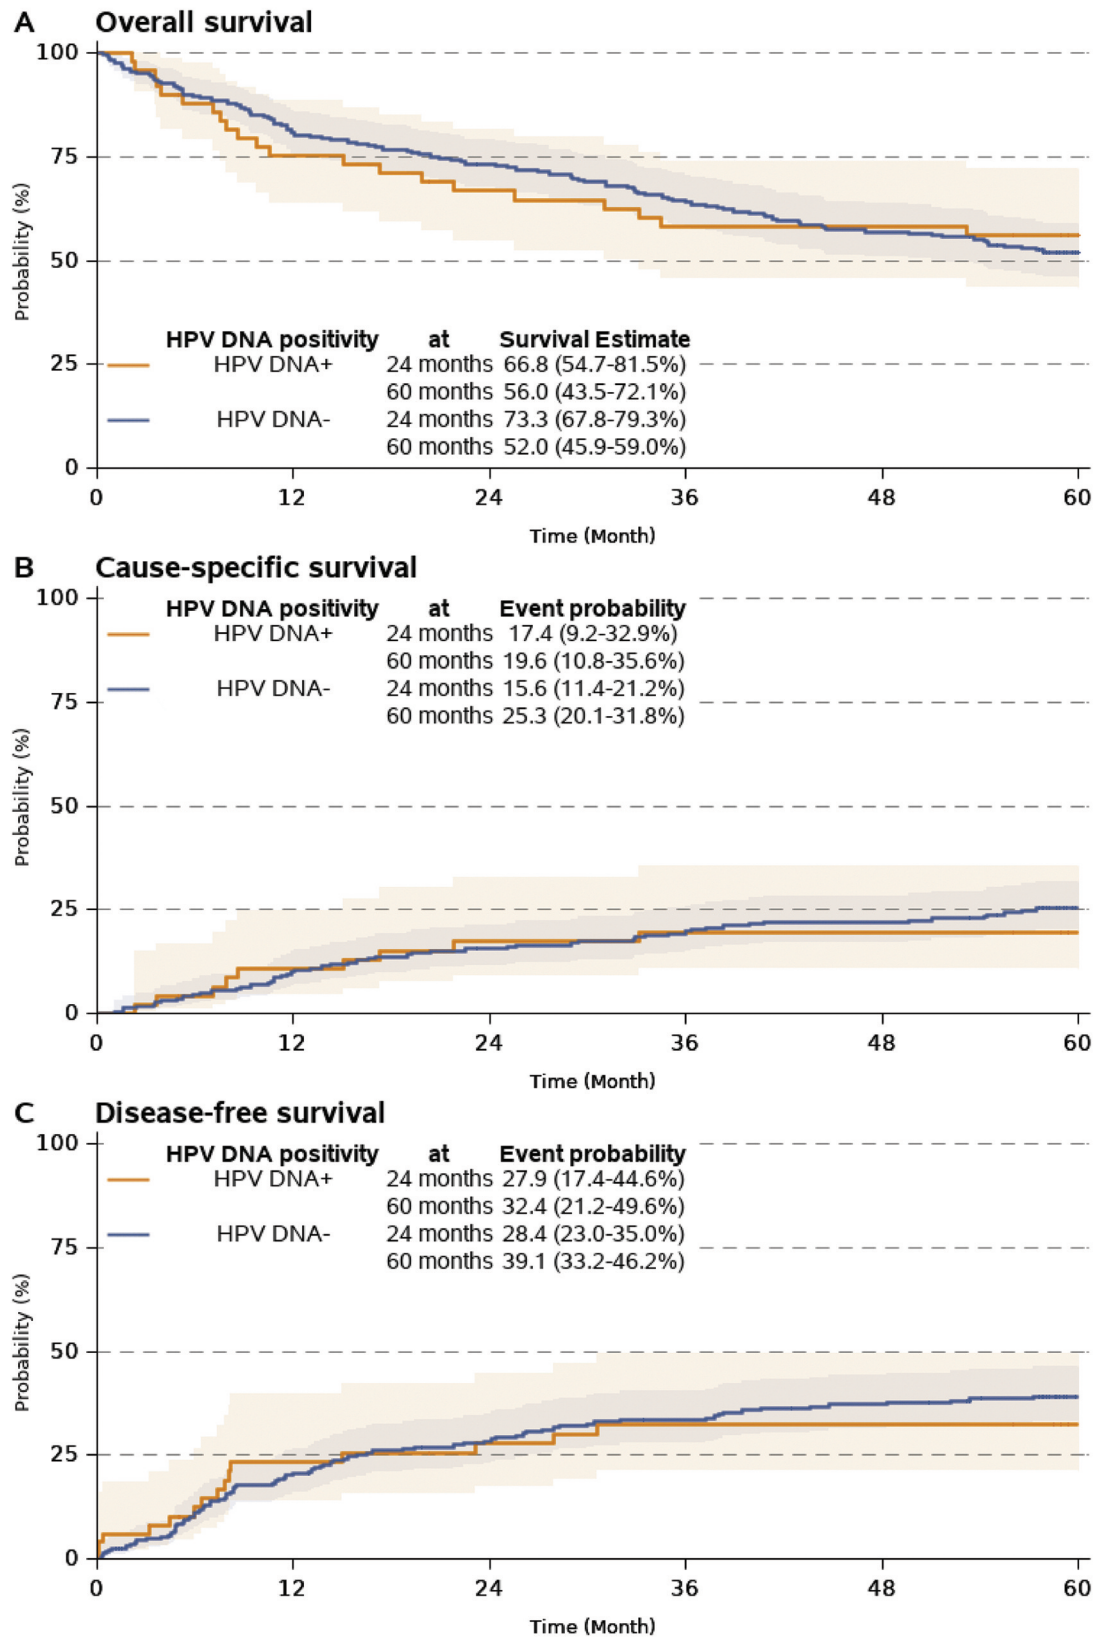 A Overall survival
100
75
50
25
0
Probability (%)
HPV DNA positivity at Survival Estimate
HPV DNA+ 24 months 66.8 (54.7-81.5%)
60 months 56.0 (43.5-72.1%)
HPV DNA- 24 months 73.3 (67.8-79.3%)
60 months 52.0 (45.9-59.0%)
0 12 24 36 48 60
Time (Month)
B Cause-specific survival
100
75
50
25
0
Probability (%)
HPV DNA positivity at Event probability
HPV DNA+ 24 months 17.4 (9.2-32.9%)
60 months 19.6 (10.8-35.6%)
HPV DNA- 24 months 15.6 (11.4-21.2%)
60 months 25.3 (20.1-31.8%)
0 12 24 36 48 60
Time (Month)
C Disease-free survival
100
75
50
25
0
Probability (%)
HPV DNA positivity at Event probability
HPV DNA+ 24 months 27.9 (17.4-44.6%)
60 months 32.4 (21.2-49.6%)
HPV DNA- 24 months 28.4 (23.0-35.0%)
60 months 39.1 (33.2-46.2%)
0 12 24 36 48 60
Time (Month)